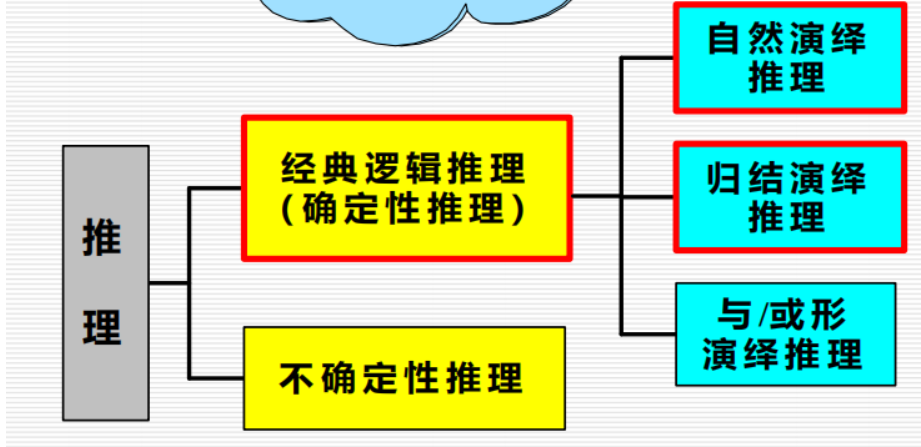 推
理
经典逻辑推理
(确定性推理)
不确定性推理
自然演绎
推理
归结演绎
推理
与/或形
演绎推理